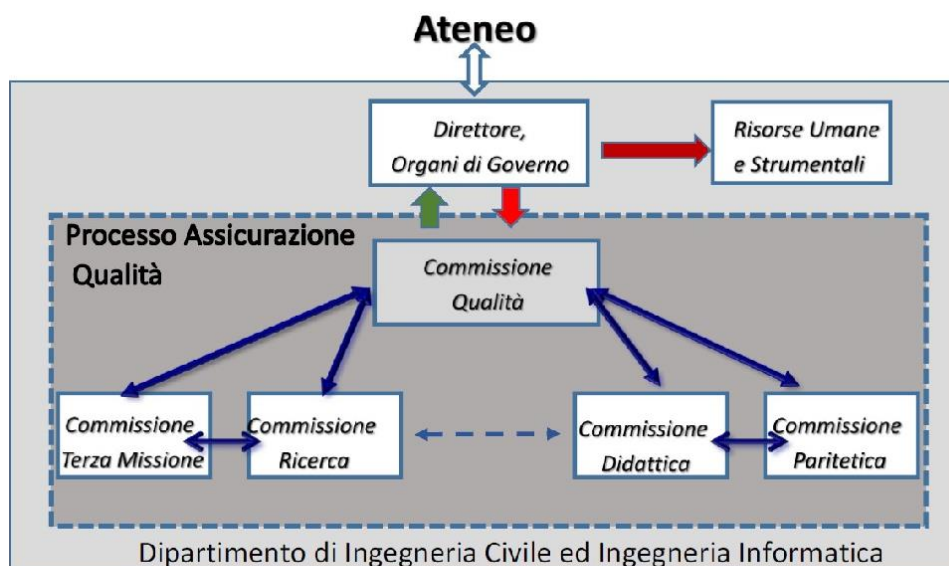 Ateneo
Direttore,
Organi di Governo
Risorse Umane
e Strumentali
Processo Assicurazione
Qualità
Commissione
Qualità
Commissione
Terza Missione
Commissione
Ricerca
Commissione
Didattica
Commissione
Paritetica
Dipartimento di Ingegneria Civile ed Ingegneria Informatica